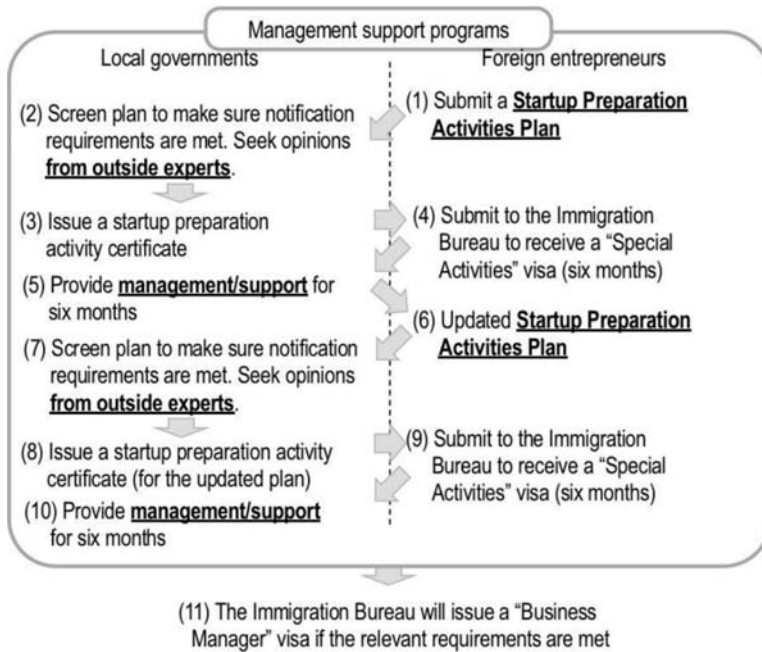 Management support programs
Local governments
Foreign entrepreneurs
(1) Submit a Startup Preparation
Activities Plan
(2) Screen plan to make sure notification
requirements are met. Seek opinions
from outside experts.
(3) Issue a startup preparation
activity certificate
(4) Submit to the Immigration
Bureau to receive a “Special
Activities” visa (six months)
(5) Provide management/support for
six months
(6) Updated Startup Preparation
Activities Plan
(7) Screen plan to make sure notification
requirements are met. Seek opinions
from outside experts.
(8) Issue a startup preparation activity
certificate (for the updated plan)
(9) Submit to the Immigration
Bureau to receive a “Special
Activities” visa (six months)
(10) Provide management/support
for six months
(11) The Immigration Bureau will issue a “Business
Manager” visa if the relevant requirements are met